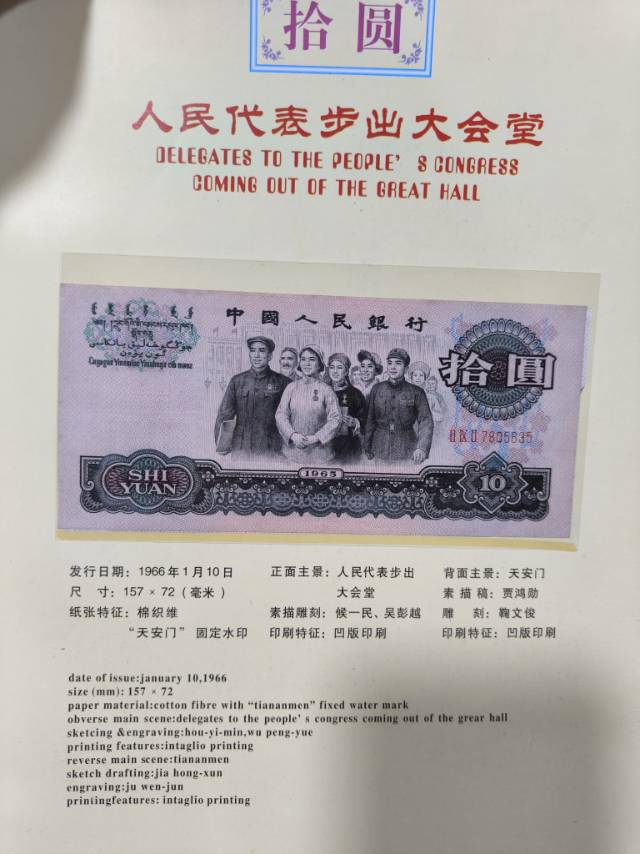 拾圆
人民代表步出大会堂
DELEGATES TO THE PEOPLE'S CONGRESS
COMING OUT OF THE GREAT HALL
中國人民銀行
拾圓
ⅡⅨⅡ7805635
1965
SHI
YUAN
10
发行日期：1966年1月10日
尺 寸：157×72（毫米）
纸张特征：棉织维
“天安门”固定水印
正面主景：人民代表步出
大会堂
素描雕刻：候一民、吴彭越
印刷特征：凹版印刷
背面主景：天安门
素 描 稿：贾鸿勋
雕 刻：鞠文俊
印刷特征：凹版印刷
date of issue:january 10,1966
size (mm): 157 × 72
paper material:cotton fibre with “tiananmen” fixed water mark
obverse main scene:delegates to the people' s congress coming out of the grear hall
sketcing &engraving:hou-yi-min,wu peng-yue
printing features:intaglio printing
reverse main scene:tiananmen
sketch drafting:jia hong-xun
engraving:ju wen-jun
printingfeatures: intaglio printing